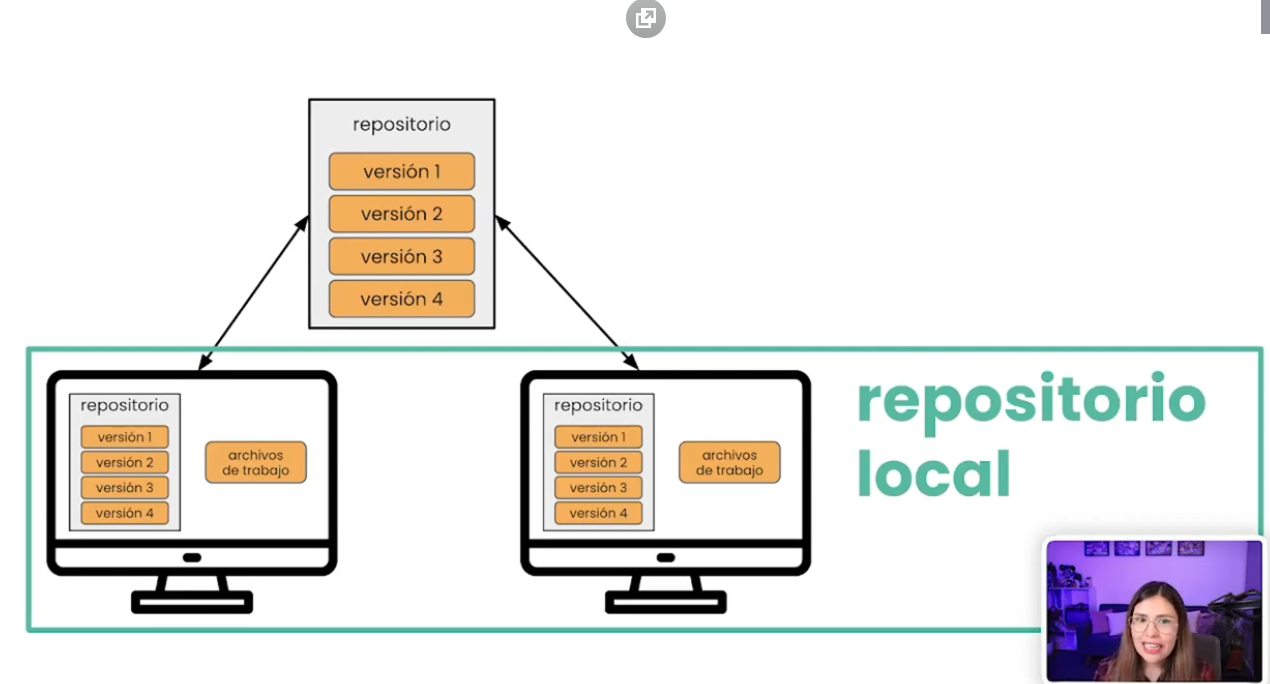 repositorio
versión 1
versión 2
versión 3
versión 4
repositorio
versión 1
versión 2
versión 3
versión 4
archivos
de trabajo
repositorio
versión 1
versión 2
versión 3
versión 4
archivos
de trabajo
repositorio
local